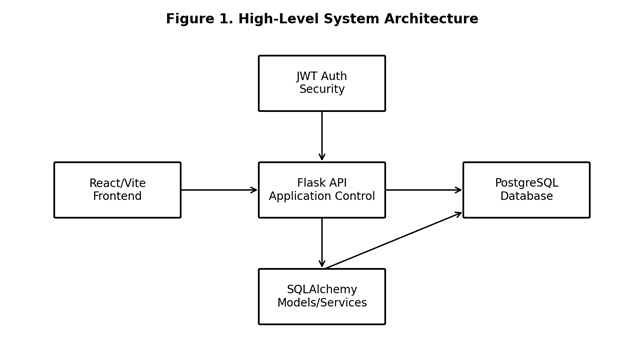 Figure 1. High-Level System Architecture
JWT Auth
Security
React/Vite
Frontend
Flask API
Application Control
PostgreSQL
Database
SQLAlchemy
Models/Services